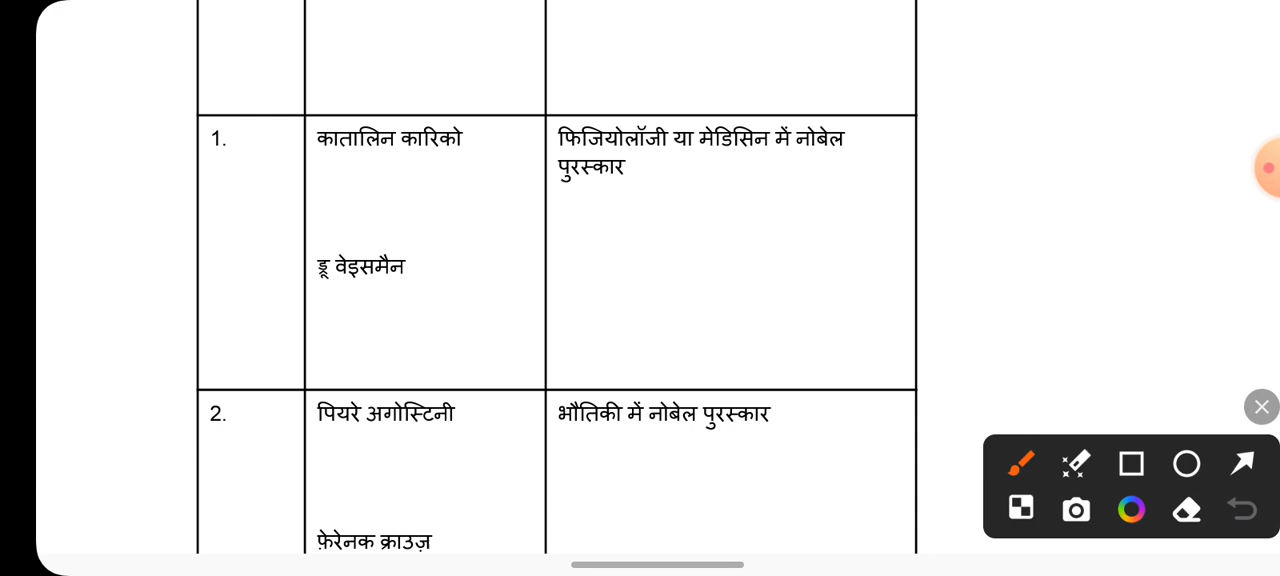 1.
कातालिन कारिको
फिजियोलॉजी या मेडिसिन में नोबेल
पुरस्कार
ड्रू वेइसमैन
2.
पियरे अगोस्टिनी
भौतिकी में नोबेल पुरस्कार
फ़ेरेनक क्राउज़